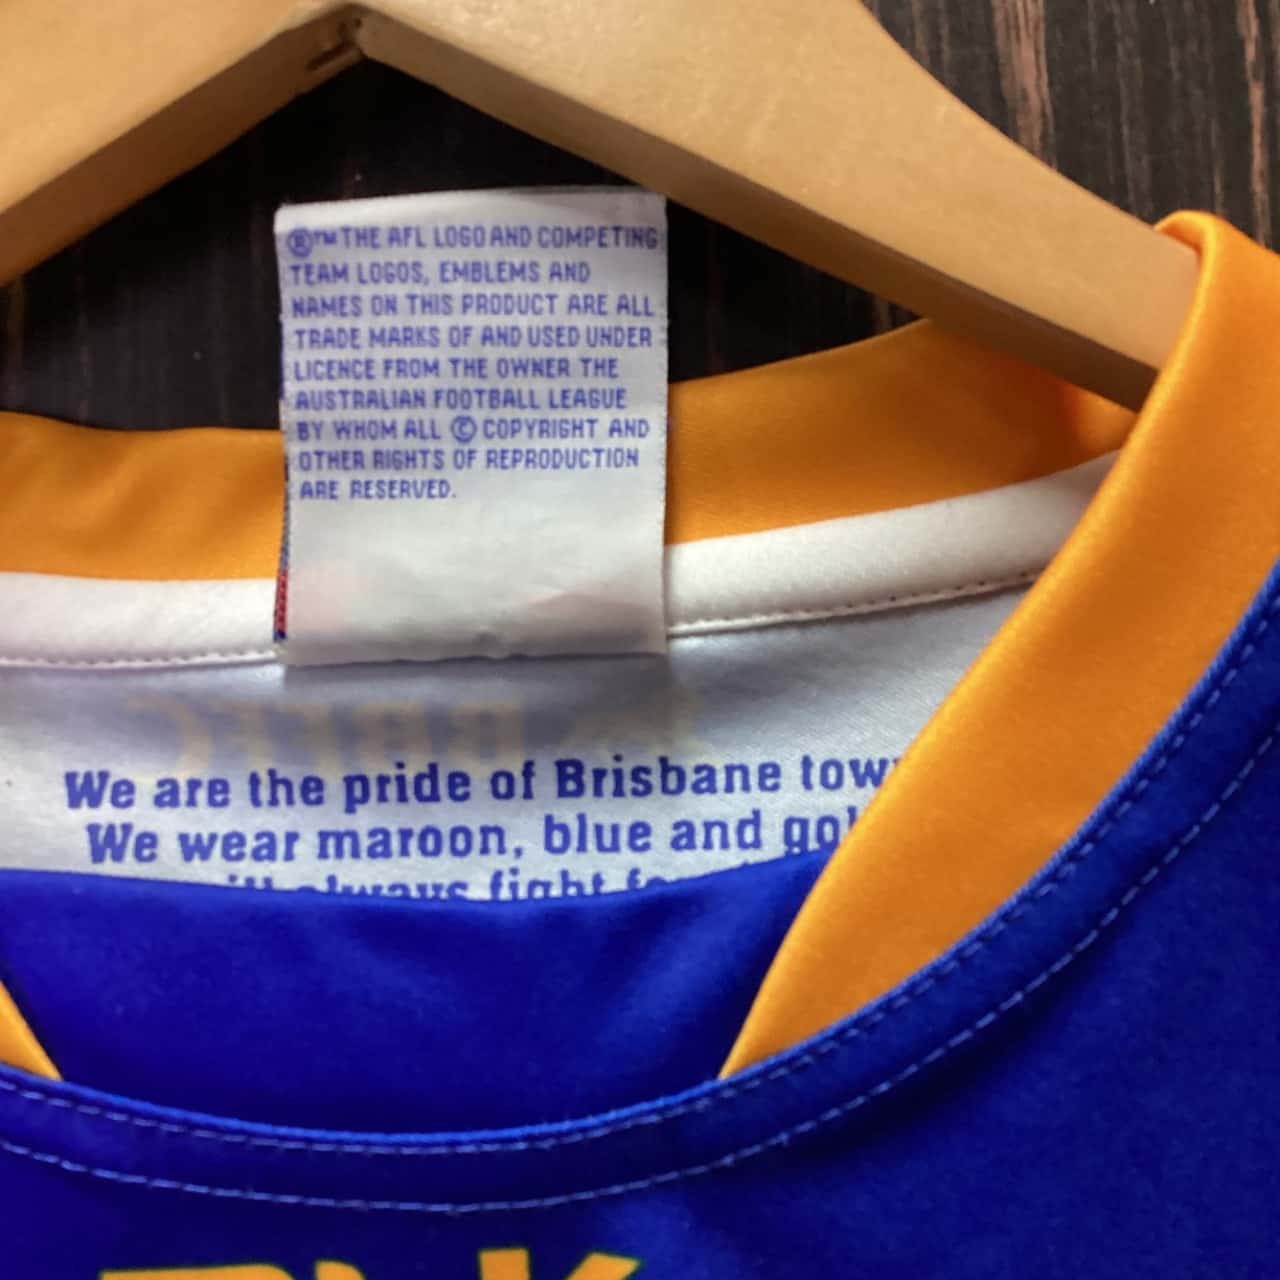 ®™ THE AFL LOGO AND COMPETING
TEAM LOGOS, EMBLEMS AND
NAMES ON THIS PRODUCT ARE ALL
TRADE MARKS OF AND USED UNDER
LICENCE FROM THE OWNER THE
AUSTRALIAN FOOTBALL LEAGUE
BY WHOM ALL © COPYRIGHT AND
OTHER RIGHTS OF REPRODUCTION
ARE RESERVED.
We are the pride of Brisbane
We wear maroon, blue and
always fight